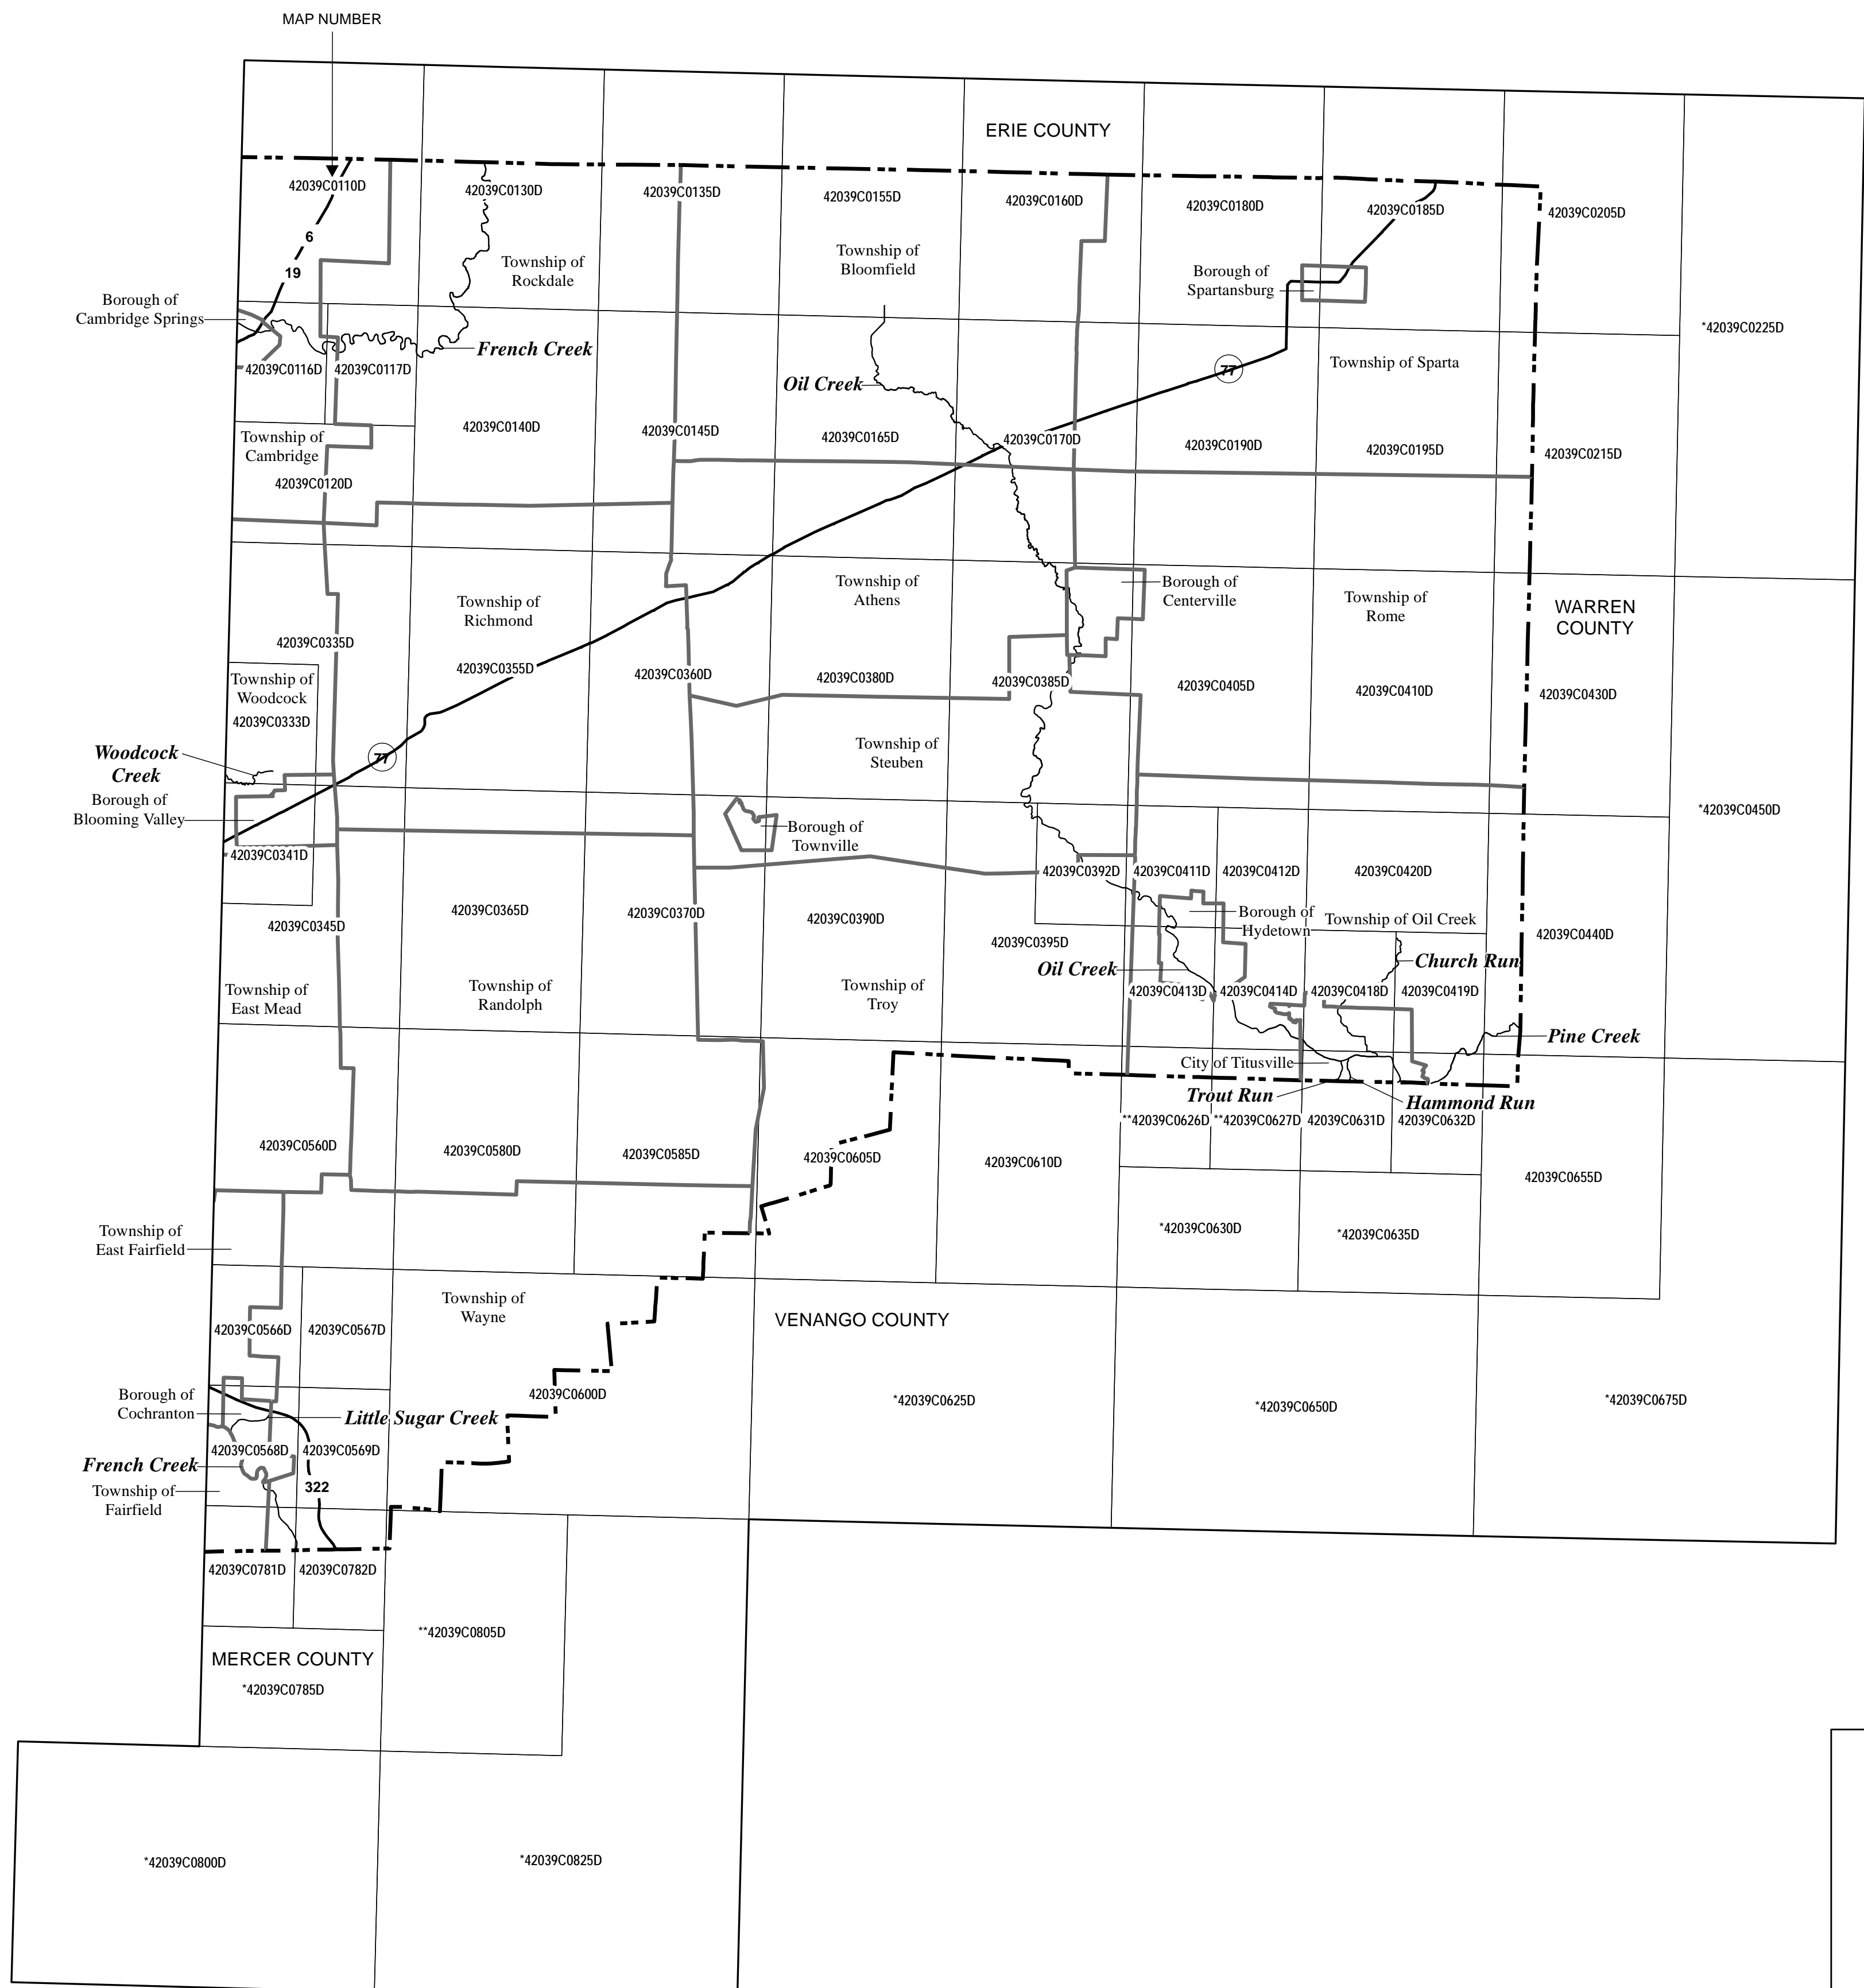 MAP NUMBER
ERIE COUNTY
42039C0110D
42039C0130D
42039C0135D
42039C0155D
42039C0160D
42039C0180D
42039C0185D
42039C0205D
6
19
Township of
Rockdale
Township of
Bloomfield
Borough of
Spartansburg
Borough of
Cambridge Springs
*42039C0225D
French Creek
42039C0116D
42039C0117D
Oil Creek
77
Township of Sparta
Township of
Cambridge
42039C0120D
42039C0140D
42039C0145D
42039C0165D
42039C0170D
42039C0190D
42039C0195D
42039C0215D
Township of
Richmond
Township of
Athens
Borough of
Centerville
Township of
Rome
WARREN
COUNTY
42039C0335D
42039C0355D
42039C0360D
42039C0380D
42039C0385D
42039C0405D
42039C0410D
42039C0430D
Township of
Woodcock
42039C0333D
Woodcock
Creek
77
Township of
Steuben
Borough of
Blooming Valley
Borough of
Townville
*42039C0450D
42039C0341D
42039C0392D
42039C0411D
42039C0412D
42039C0420D
42039C0345D
42039C0365D
42039C0370D
42039C0390D
42039C0395D
Borough of
Hydetown
Township of Oil Creek
42039C0440D
Oil Creek
Church Run
Township of
East Mead
Township of
Randolph
Township of
Troy
42039C0413D
42039C0414D
42039C0418D
42039C0419D
Pine Creek
City of Titusville
Trout Run
Hammond Run
**42039C0626D
**42039C0627D
42039C0631D
42039C0632D
42039C0560D
42039C0580D
42039C0585D
42039C0605D
42039C0610D
42039C0655D
Township of
East Fairfield
*42039C0630D
*42039C0635D
Township of
Wayne
VENANGO COUNTY
42039C0566D
42039C0567D
42039C0600D
*42039C0625D
*42039C0650D
*42039C0675D
Borough of
Cochranton
Little Sugar Creek
42039C0568D
42039C0569D
French Creek
322
Township of
Fairfield
42039C0781D
42039C0782D
**42039C0805D
MERCER COUNTY
*42039C0785D
*42039C0800D
*42039C0825D